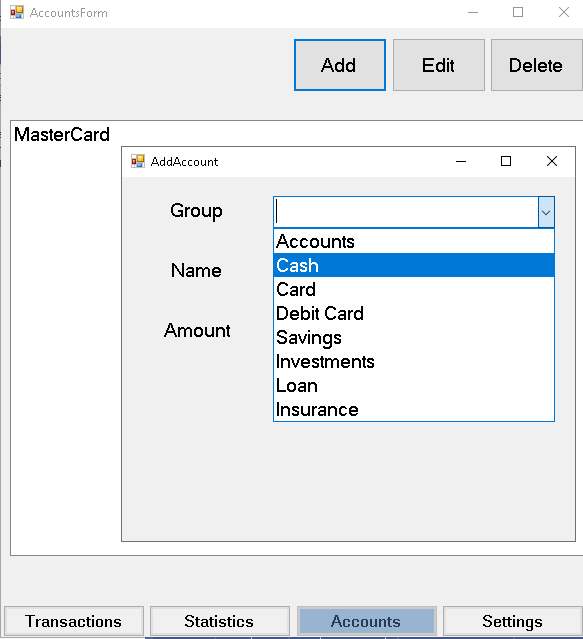 AccountsForm
Add Edit Delete
MasterCard
AddAccount
Group
Name
Amount
Accounts
Cash
Card
Debit Card
Savings
Investments
Loan
Insurance
Transactions Statistics Accounts Settings